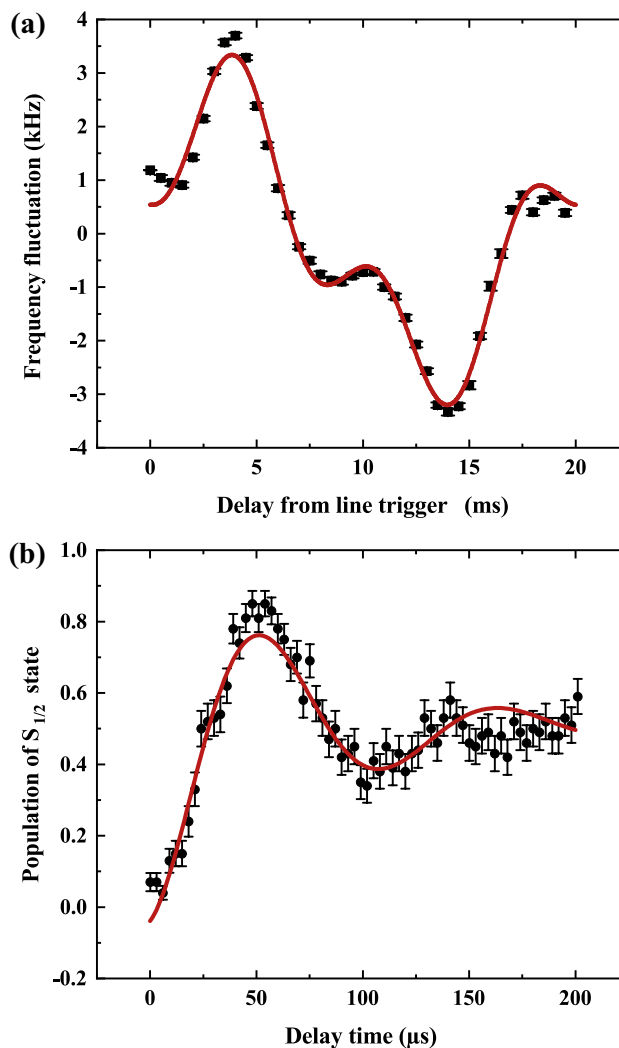 (a)
4
3
2
1
0
-1
-2
-3
-4
Frequency fluctuation (kHz)
0 5 10 15 20
Delay from line trigger (ms)
(b)
1.0
0.8
0.6
0.4
0.2
0.0
-0.2
Population of S1/2 state
0 50 100 150 200
Delay time (μs)